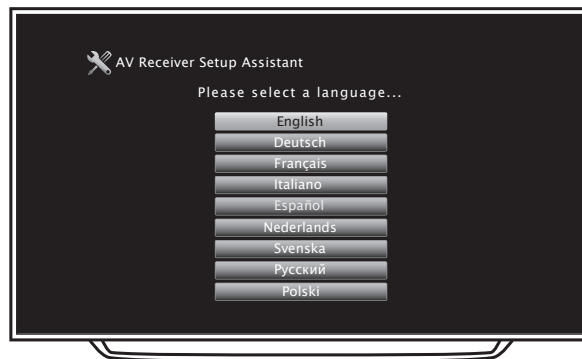 AV Receiver Setup Assistant
Please select a language...
English
Deutsch
Français
Italiano
Español
Nederlands
Svenska
Русский
Polski